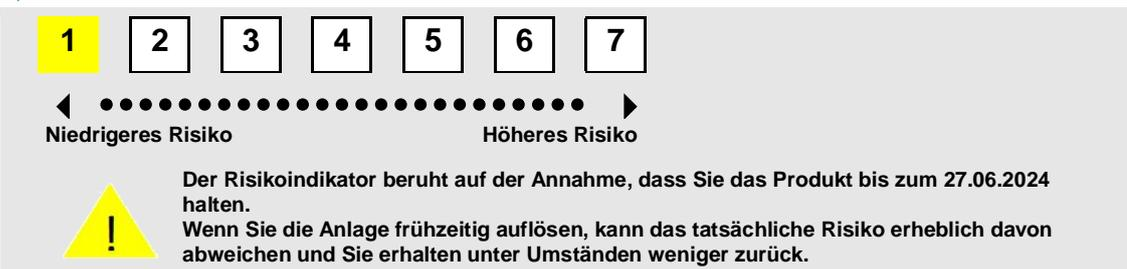 1 2 3 4 5 6 7
Niedrigeres Risiko Höheres Risiko
Der Risikoindikator beruht auf der Annahme, dass Sie das Produkt bis zum 27.06.2024
halten.
! Wenn Sie die Anlage frühzeitig auflösen, kann das tatsächliche Risiko erheblich davon
abweichen und Sie erhalten unter Umständen weniger zurück.